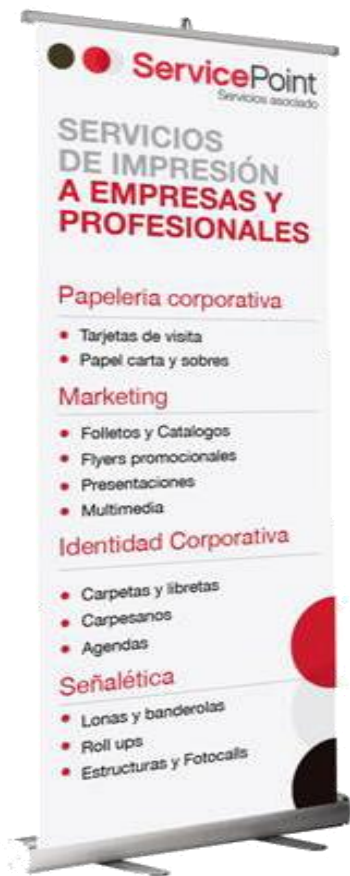 ServicePoint
Servicios asociado
SERVICIOS
DE IMPRESIÓN
A EMPRESAS Y
PROFESIONALES
Papeleria corporativa
Tarjetas de visita
Papel carta y sobres
Marketing
Folletos y Catalogos
Flyers promocionales
Presentaciones
Multimedia
Identidad Corporativa
Carpetas y libretas
Carpesanos
Agendas
Señalética
Lonas y banderolas
Roll ups
Estructuras y Fotocalls